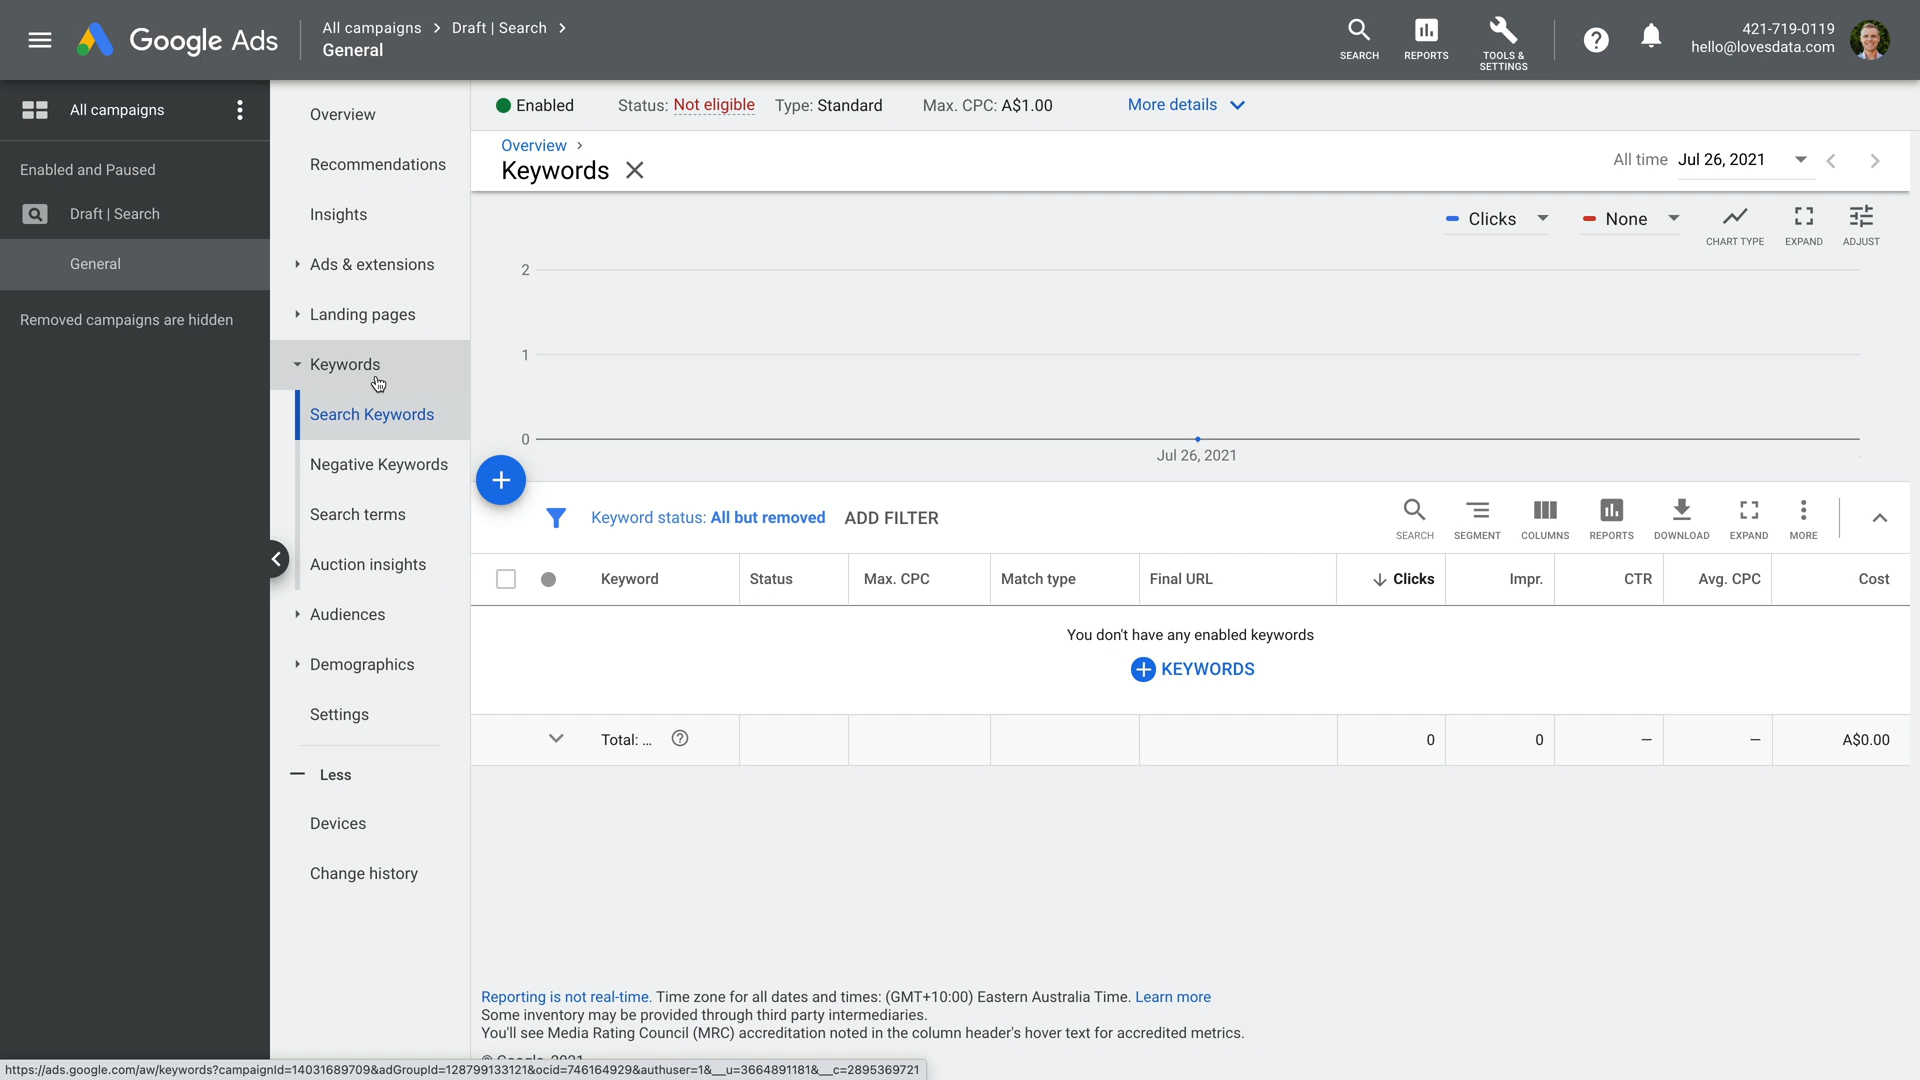 Google Ads
All campaigns > Draft | Search >
General
SEARCH
REPORTS
TOOLS &
SETTINGS
421-719-0119
hello@lovesdata.com
All campaigns
Enabled and Paused
Draft | Search
General
Removed campaigns are hidden
Overview
Recommendations
Insights
Ads & extensions
Landing pages
Keywords
Search Keywords
Negative Keywords
Search terms
Auction insights
Audiences
Demographics
Settings
Less
Devices
Change history
Enabled Status: Not eligible Type: Standard Max. CPC: A$1.00 More details
Overview >
Keywords
All time Jul 26, 2021
Clicks
None
CHART TYPE
EXPAND
ADJUST
2
1
0
Jul 26, 2021
Keyword status: All but removed ADD FILTER
SEARCH
SEGMENT
COLUMNS
REPORTS
DOWNLOAD
EXPAND
MORE
Keyword Status Max. CPC Match type Final URL Clicks Impr. CTR Avg. CPC Cost
You don't have any enabled keywords
KEYWORDS
Total: ... 0 0 – – A$0.00
Reporting is not real-time. Time zone for all dates and times: (GMT+10:00) Eastern Australia Time. Learn more
Some inventory may be provided through third party intermediaries.
You'll see Media Rating Council (MRC) accreditation noted in the column header's hover text for accredited metrics.
© Google, 2021
https://ads.google.com/aw/keywords?campaignId=14031689709&adGroupId=128799133121&ocid=746164929&authuser=1&__u=3664891181&__c=2895369721